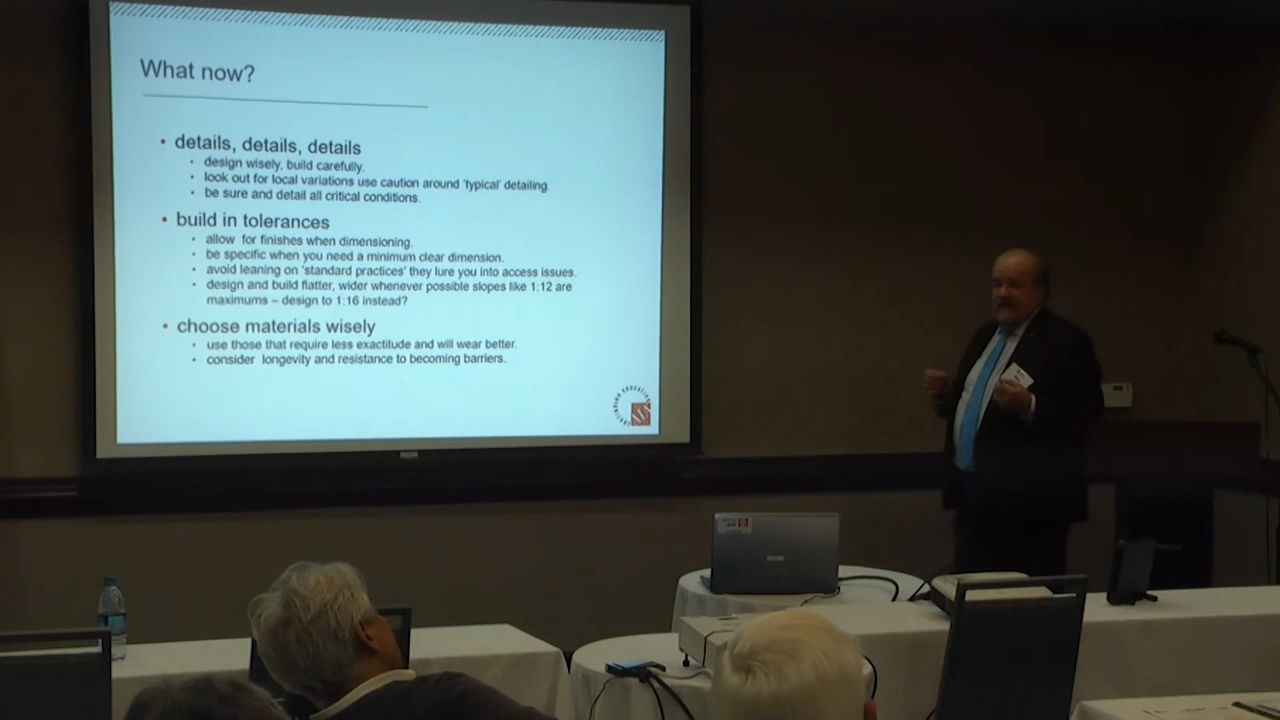 What now?
• details, details, details
• design wisely, build carefully.
• look out for local variations use caution around 'typical' detailing.
• be sure and detail all critical conditions.
• build in tolerances
• allow for finishes when dimensioning.
• be specific when you need a minimum clear dimension.
• avoid leaning on 'standard practices' they lure you into access issues.
• design and build flatter, wider whenever possible slopes like 1:12 are
maximums – design to 1:16 instead?
• choose materials wisely
• use those that require less exactitude and will wear better.
• consider longevity and resistance to becoming barriers.
CONTINUING EDUCATION